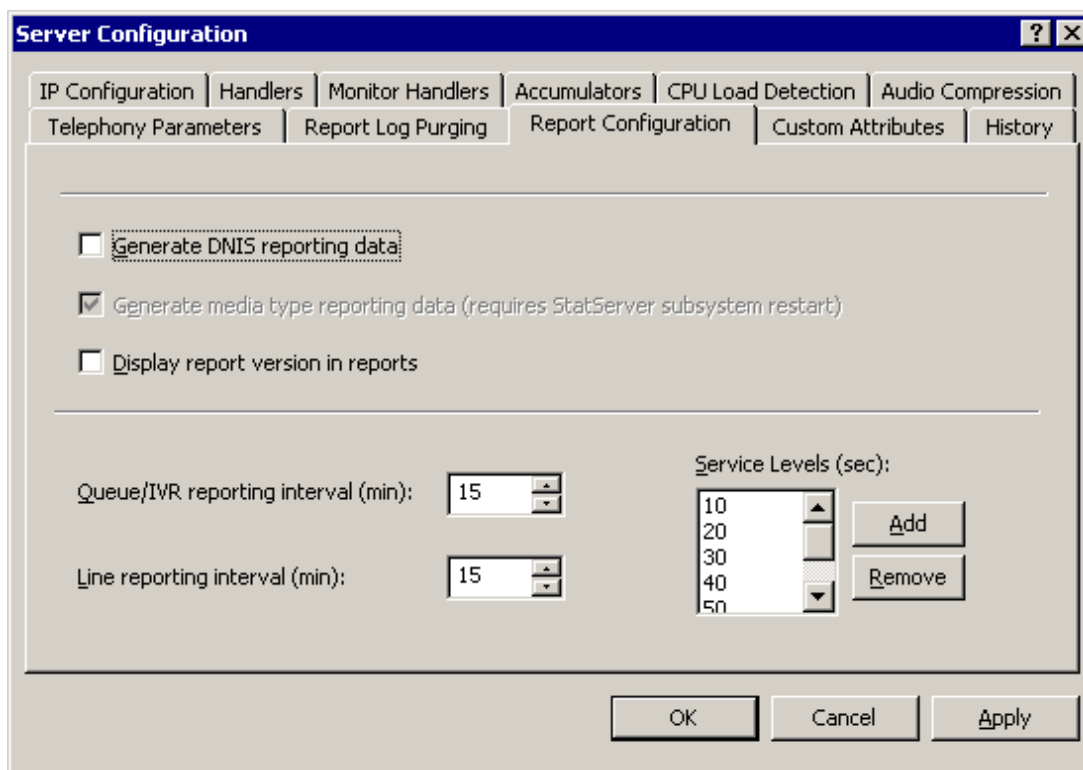 Server Configuration
IP Configuration Handlers Monitor Handlers Accumulators CPU Load Detection Audio Compression
Telephony Parameters Report Log Purging Report Configuration Custom Attributes History
Generate DNIS reporting data
Generate media type reporting data (requires StatServer subsystem restart)
Display report version in reports
Service Levels (sec):
Queue/IVR reporting interval (min): 15
10
20
30
40
50
Add
Remove
Line reporting interval (min): 15
OK Cancel Apply